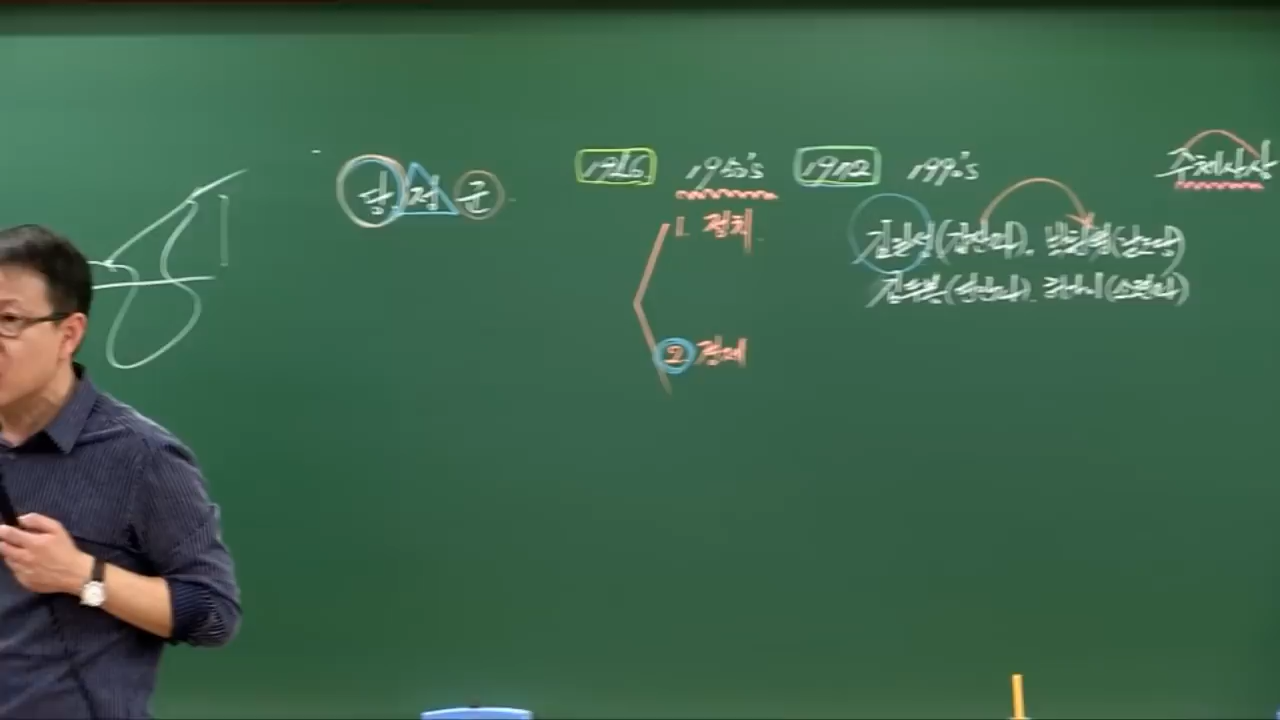 당.정.군 1946 1950's 1972 1990's 주체사상
1. 정치
김일성(갑산파). 박헌영(남로당)
김두봉(연안파). 허가이(소련파)
2. 경제